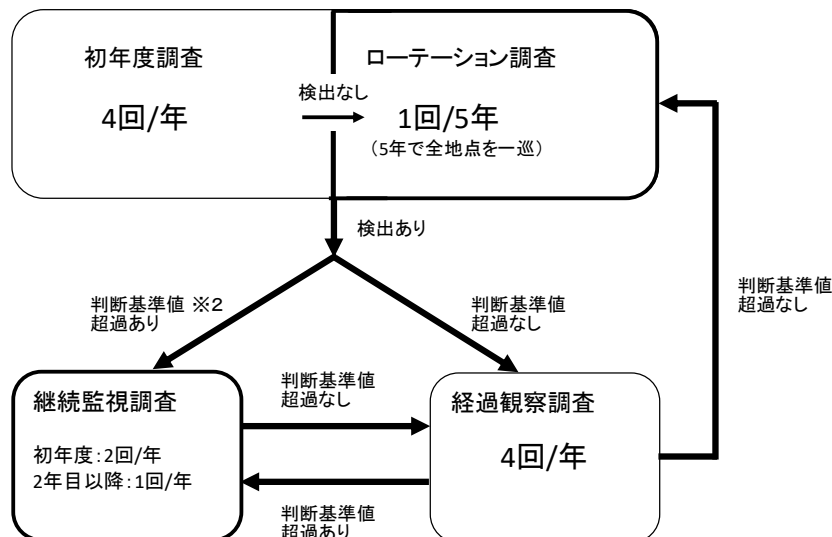 初年度調査
4回/年
検出なし
ローテーション調査
1回/5年
（5年で全地点を一巡）
検出あり
判断基準値 ※2
超過あり
判断基準値
超過なし
判断基準値
超過なし
継続監視調査
初年度：2回/年
2年目以降：1回/年
判断基準値
超過なし
経過観察調査
4回/年
判断基準値
超過あり